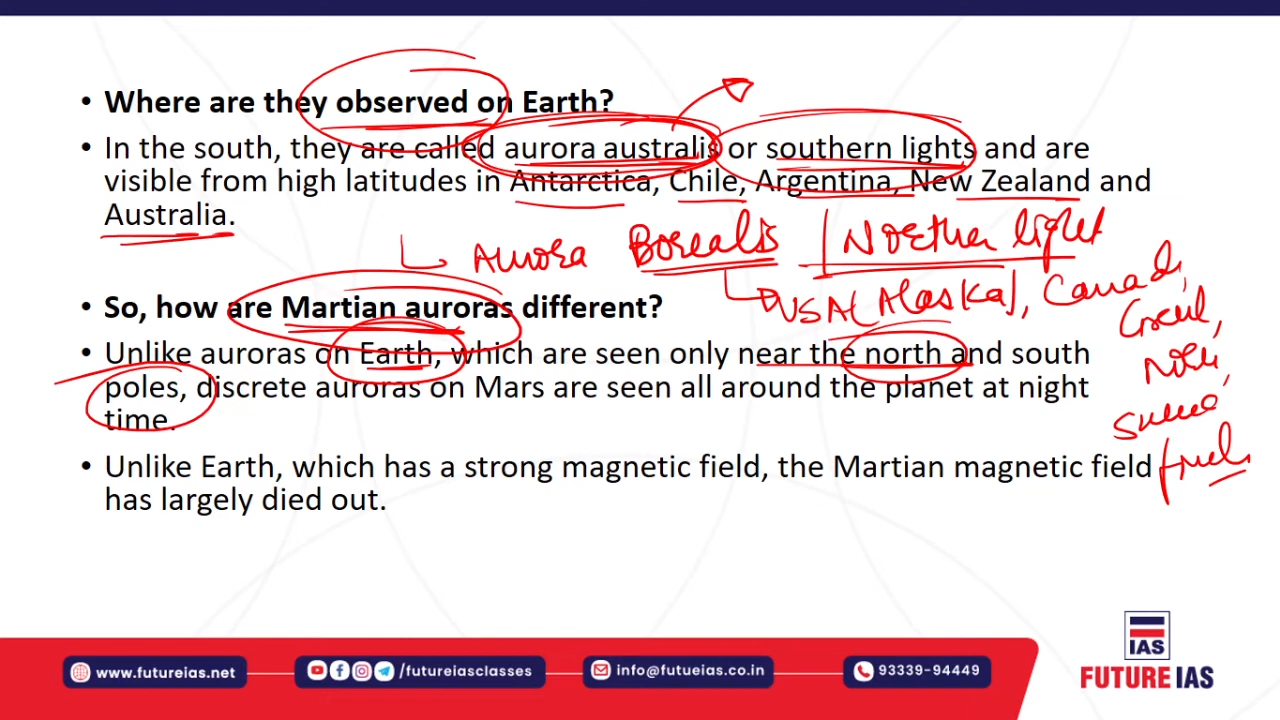 • Where are they observed on Earth?
• In the south, they are called aurora australis or southern lights and are
visible from high latitudes in Antarctica, Chile, Argentina, New Zealand and
Australia.
Aurora Borealis / Norther light
USA (Alaska), Canad,
• So, how are Martian auroras different?
• Unlike auroras on Earth, which are seen only near the north and south
poles, discrete auroras on Mars are seen all around the planet at night
time.
• Unlike Earth, which has a strong magnetic field, the Martian magnetic field
has largely died out.
IAS
FUTURE IAS
www.futureias.net
/futureiasclasses
info@futueias.co.in
93339-94449